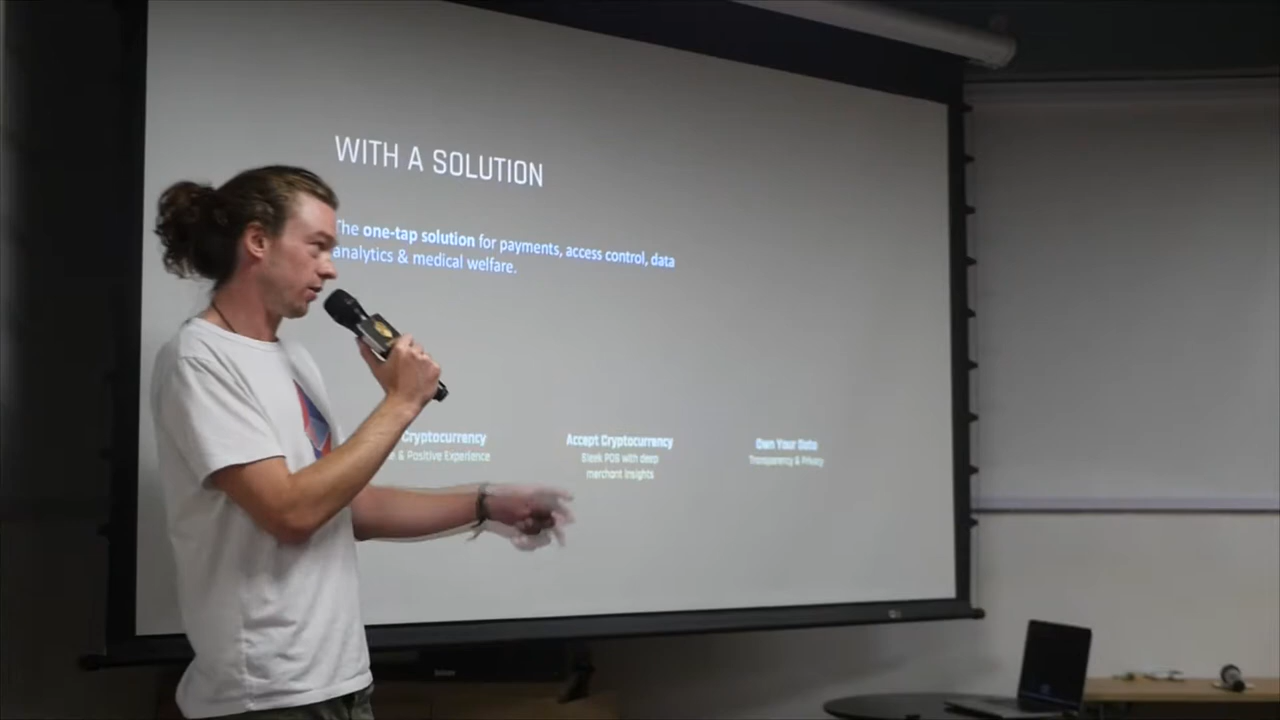 WITH A SOLUTION
The one-tap solution for payments, access control, data
analytics & medical welfare.
Cryptocurrency
& Positive Experience
Accept Cryptocurrency
Sleek POS with deep
merchant insights
Own Your Data
Transparency & Privacy